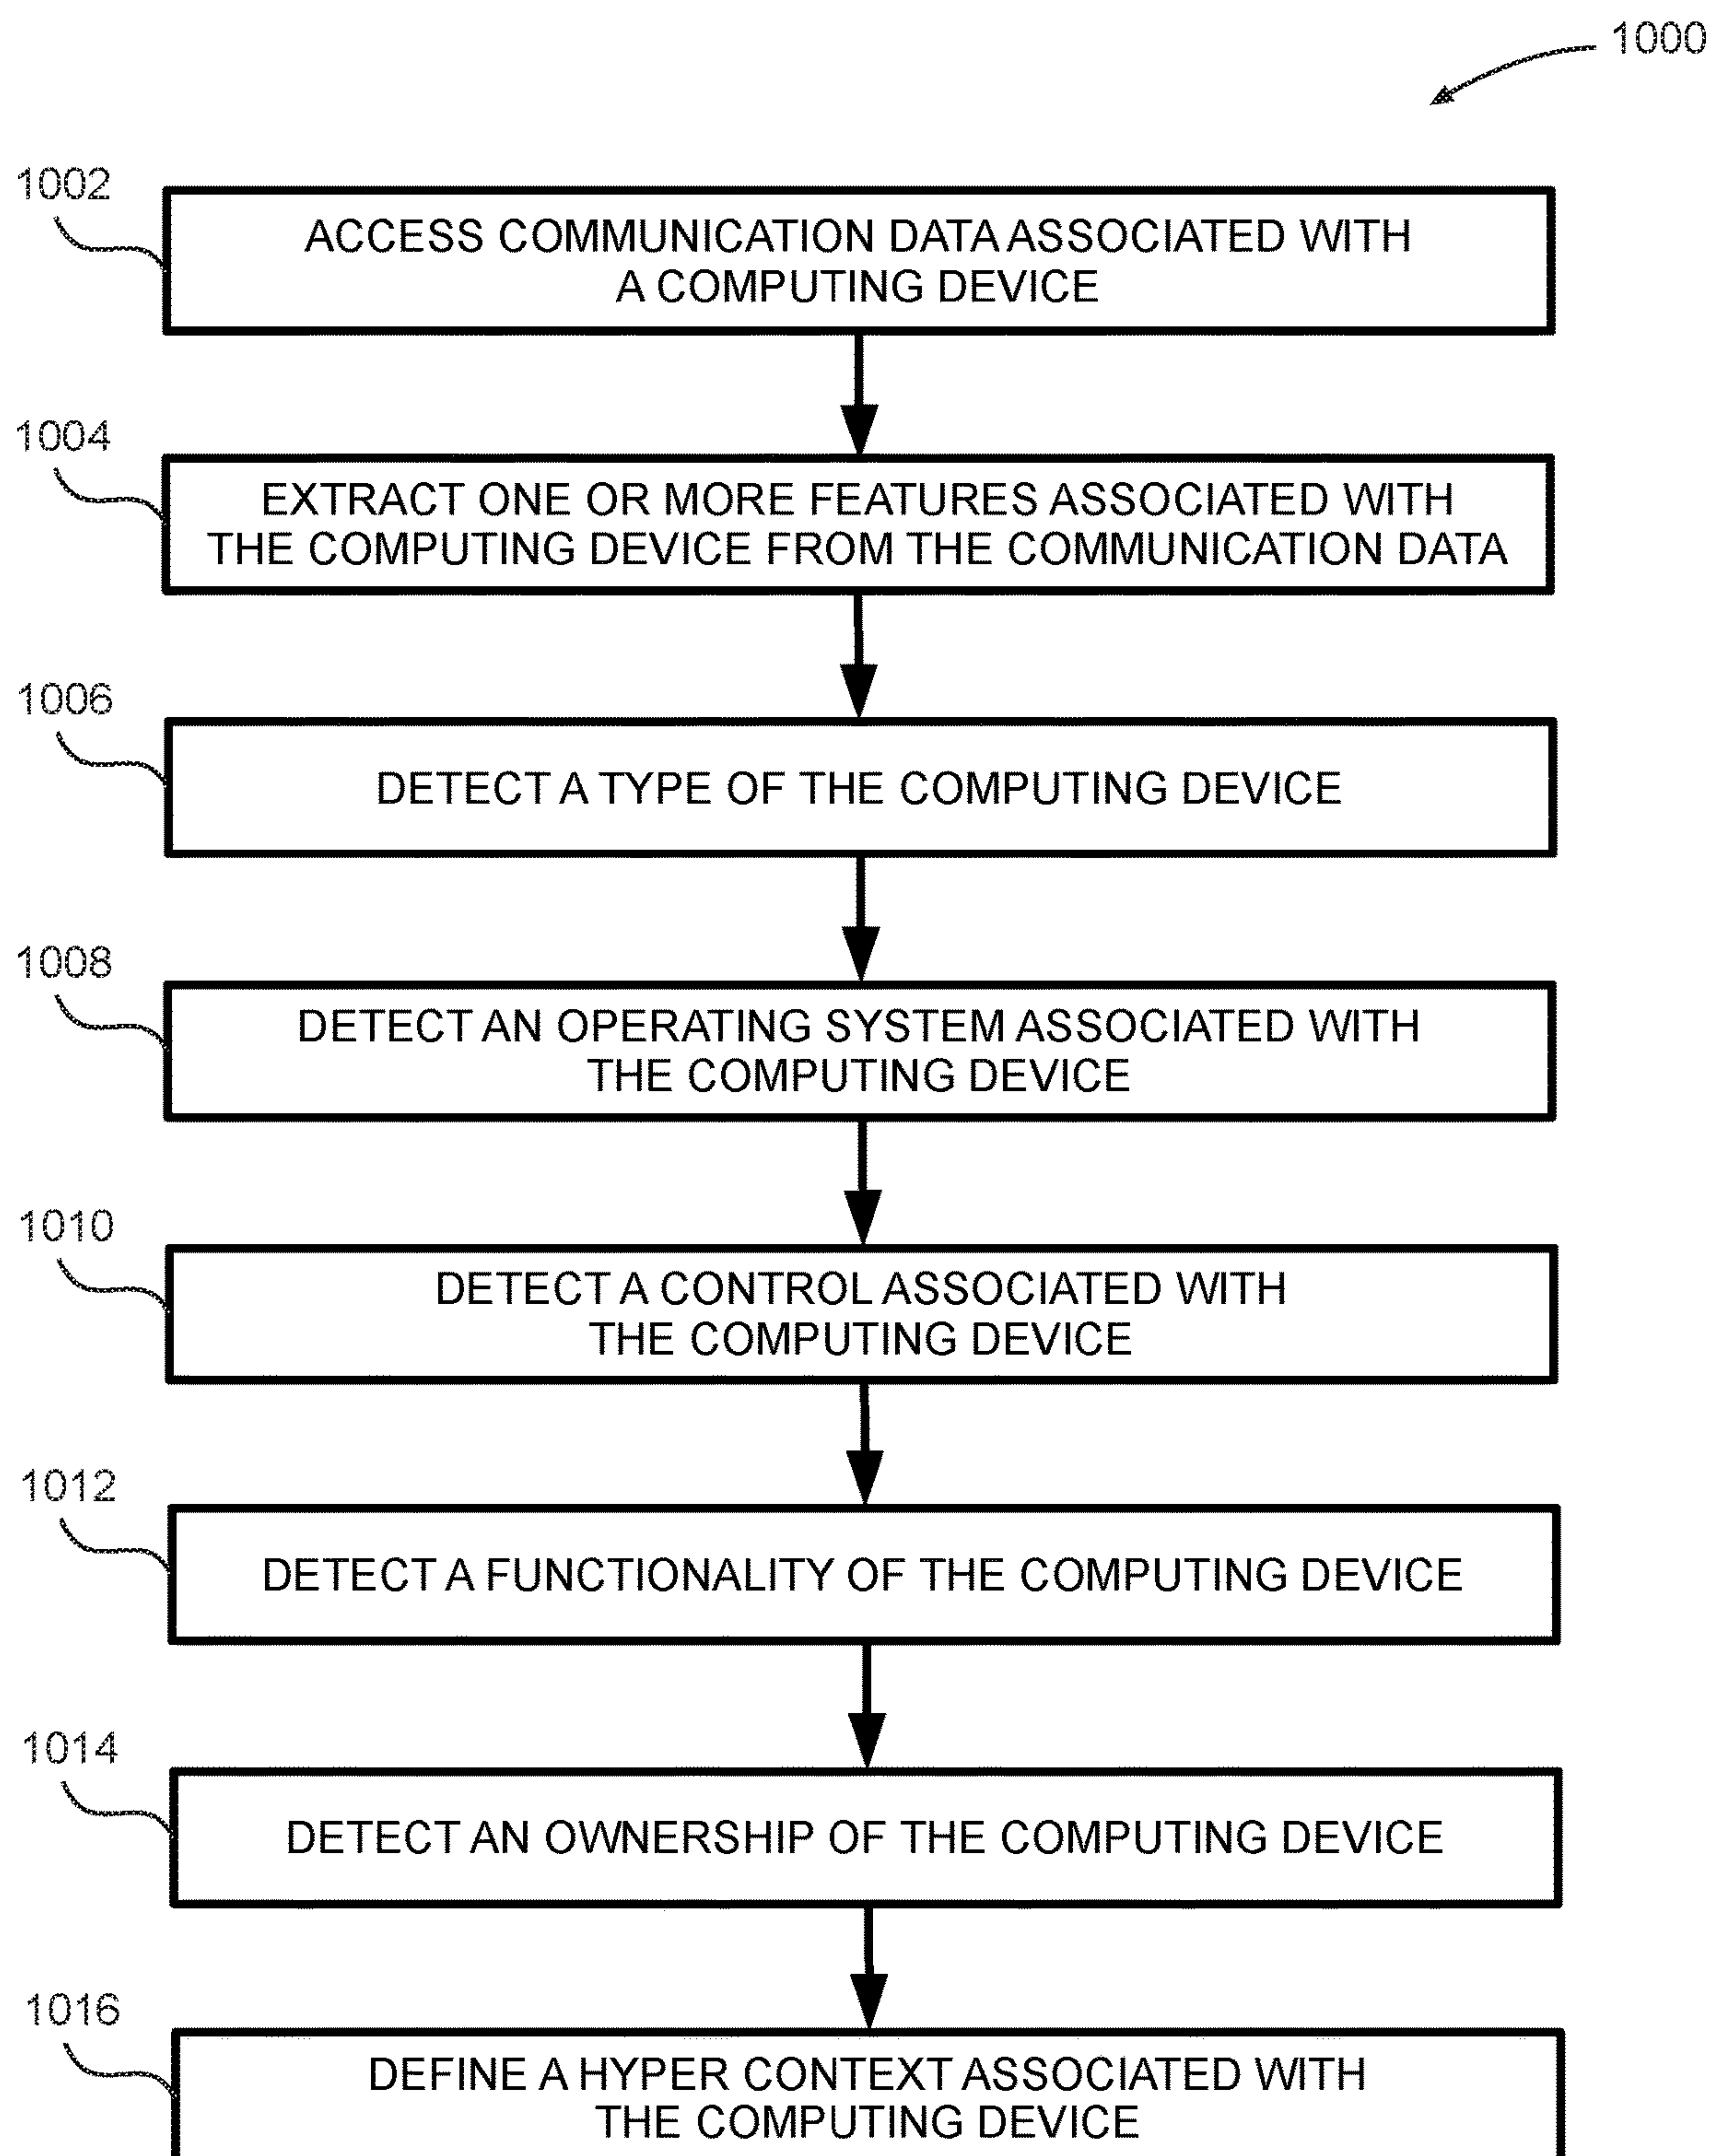 1000
1002
ACCESS COMMUNICATION DATA ASSOCIATED WITH
A COMPUTING DEVICE
1004
EXTRACT ONE OR MORE FEATURES ASSOCIATED WITH
THE COMPUTING DEVICE FROM THE COMMUNICATION DATA
1006
DETECT A TYPE OF THE COMPUTING DEVICE
1008
DETECT AN OPERATING SYSTEM ASSOCIATED WITH
THE COMPUTING DEVICE
1010
DETECT A CONTROL ASSOCIATED WITH
THE COMPUTING DEVICE
1012
DETECT A FUNCTIONALITY OF THE COMPUTING DEVICE
1014
DETECT AN OWNERSHIP OF THE COMPUTING DEVICE
1016
DEFINE A HYPER CONTEXT ASSOCIATED WITH
THE COMPUTING DEVICE